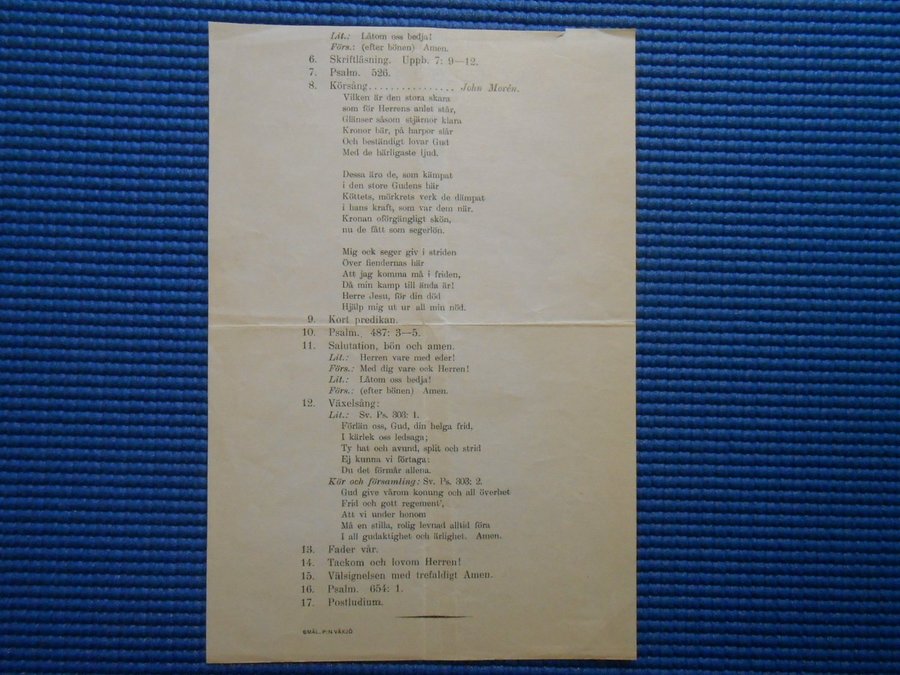 Lit.: Låtom oss bedja!
Förs.: (efter bönen) Amen.
6. Skriftläsning. Uppb. 7: 9—12.
7. Psalm. 526.
8. Körsång................ John Morén.
Vilken är den stora skara
som för Herrens anlet står,
Glänser såsom stjärnor klara
Kronor bär, på harpor slår
Och beständigt lovar Gud
Med de härligaste ljud.
Dessa äro de, som kämpat
i den store Gudens här
Köttets, mörkrets verk de dämpat
i hans kraft, som var dem när.
Kronan oförgängligt skön,
nu de fått som segerlön.
Mig ock seger giv i striden
Över fiendernas här
Att jag komma må i friden,
Då min kamp till ända är!
Herre Jesu, för din död
Hjälp mig ut ur all min nöd.
9. Kort predikan.
10. Psalm. 487: 3—5.
11. Salutation, bön och amen.
Lit.: Herren vare med eder!
Förs.: Med dig vare ock Herren!
Lit.: Låtom oss bedja!
Förs.: (efter bönen) Amen.
12. Växelsång:
Lit.: Sv. Ps. 303: 1.
Förlän oss, Gud, din helga frid,
I kärlek oss ledsaga;
Ty hat och avund, split och strid
Ej kunna vi förtaga:
Du det förmår allena.
Kör och församling: Sv. Ps. 303: 2.
Gud give vårom konung och all överhet
Frid och gott regement',
Att vi under honom
Må en stilla, rolig levnad alltid föra
I all gudaktighet och ärlighet. Amen.
13. Fader vår.
14. Tackom och lovom Herren!
15. Välsignelsen med trefaldigt Amen.
16. Psalm. 654: 1.
17. Postludium.
SMÅL. P:N VÄXJÖ